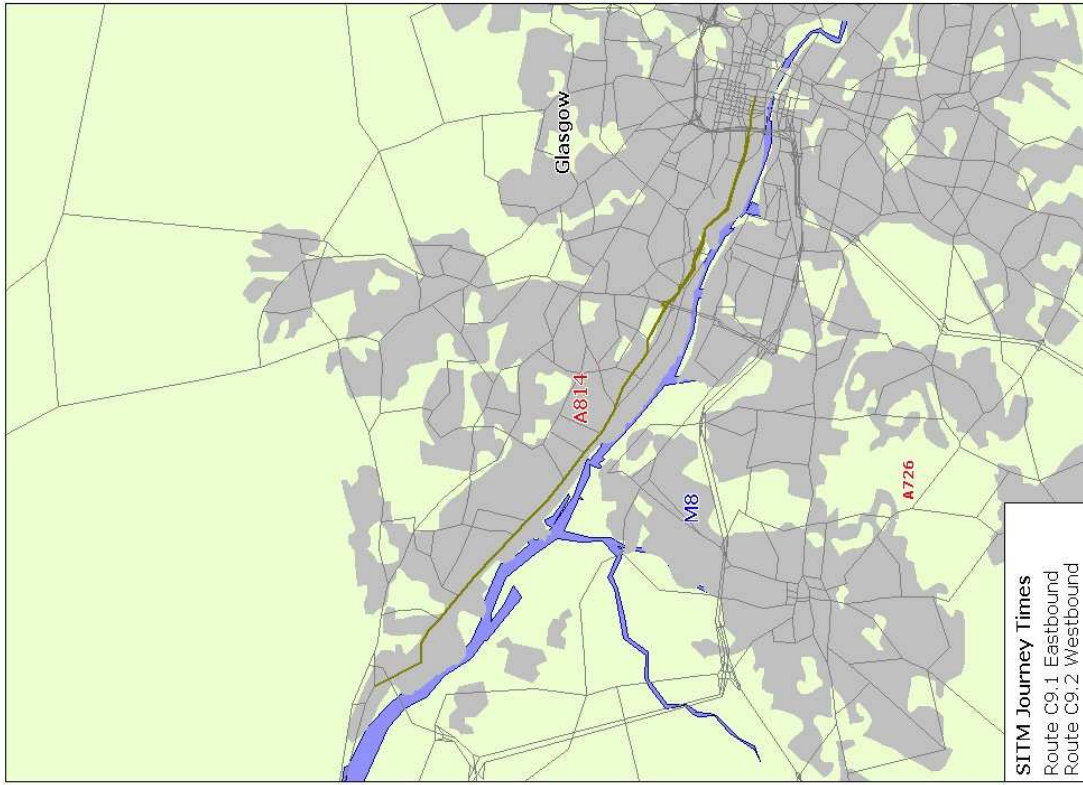 Glasgow
A814
M8
A726
SITM Journey Times
Route C9.1 Eastbound
Route C9.2 Westbound